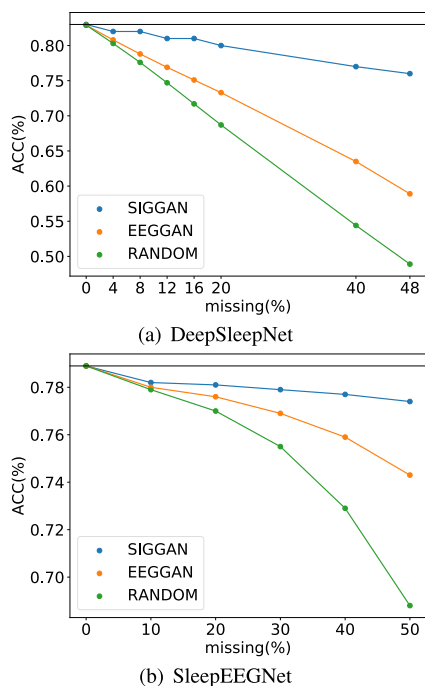 0.80
0.75
0.70
0.65
0.60
0.55
0.50
ACC(%)
SIGGAN
EEGGAN
RANDOM
0 4 8 12 16 20 40 48
missing(%)
(a) DeepSleepNet
0.78
0.76
0.74
0.72
0.70
ACC(%)
SIGGAN
EEGGAN
RANDOM
0 10 20 30 40 50
missing(%)
(b) SleepEEGNet